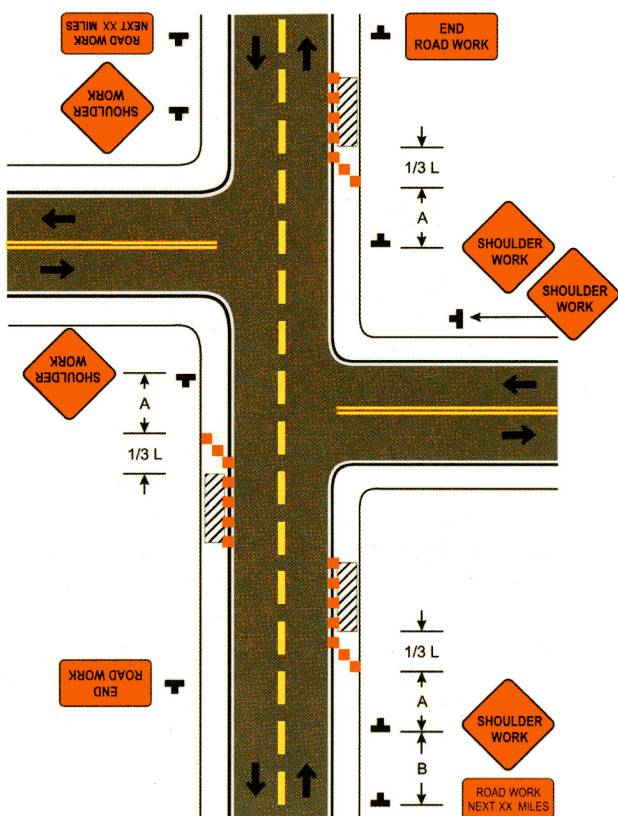 ROAD WORK
NEXT XX MILES
END
ROAD WORK
SHOULDER
WORK
1/3 L
A
SHOULDER
WORK
SHOULDER
WORK
SHOULDER
WORK
A
1/3 L
1/3 L
END
ROAD WORK
A
SHOULDER
WORK
B
ROAD WORK
NEXT XX MILES